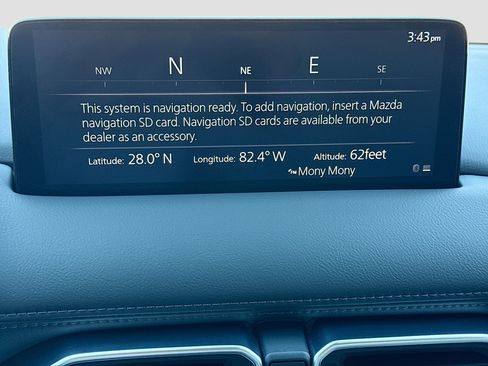 3:43pm
NW N NE E SE
This system is navigation ready. To add navigation, insert a Mazda
navigation SD card. Navigation SD cards are available from your
dealer as an accessory.
Latitude: 28.0° N Longitude: 82.4° W Altitude: 62feet
Mony Mony